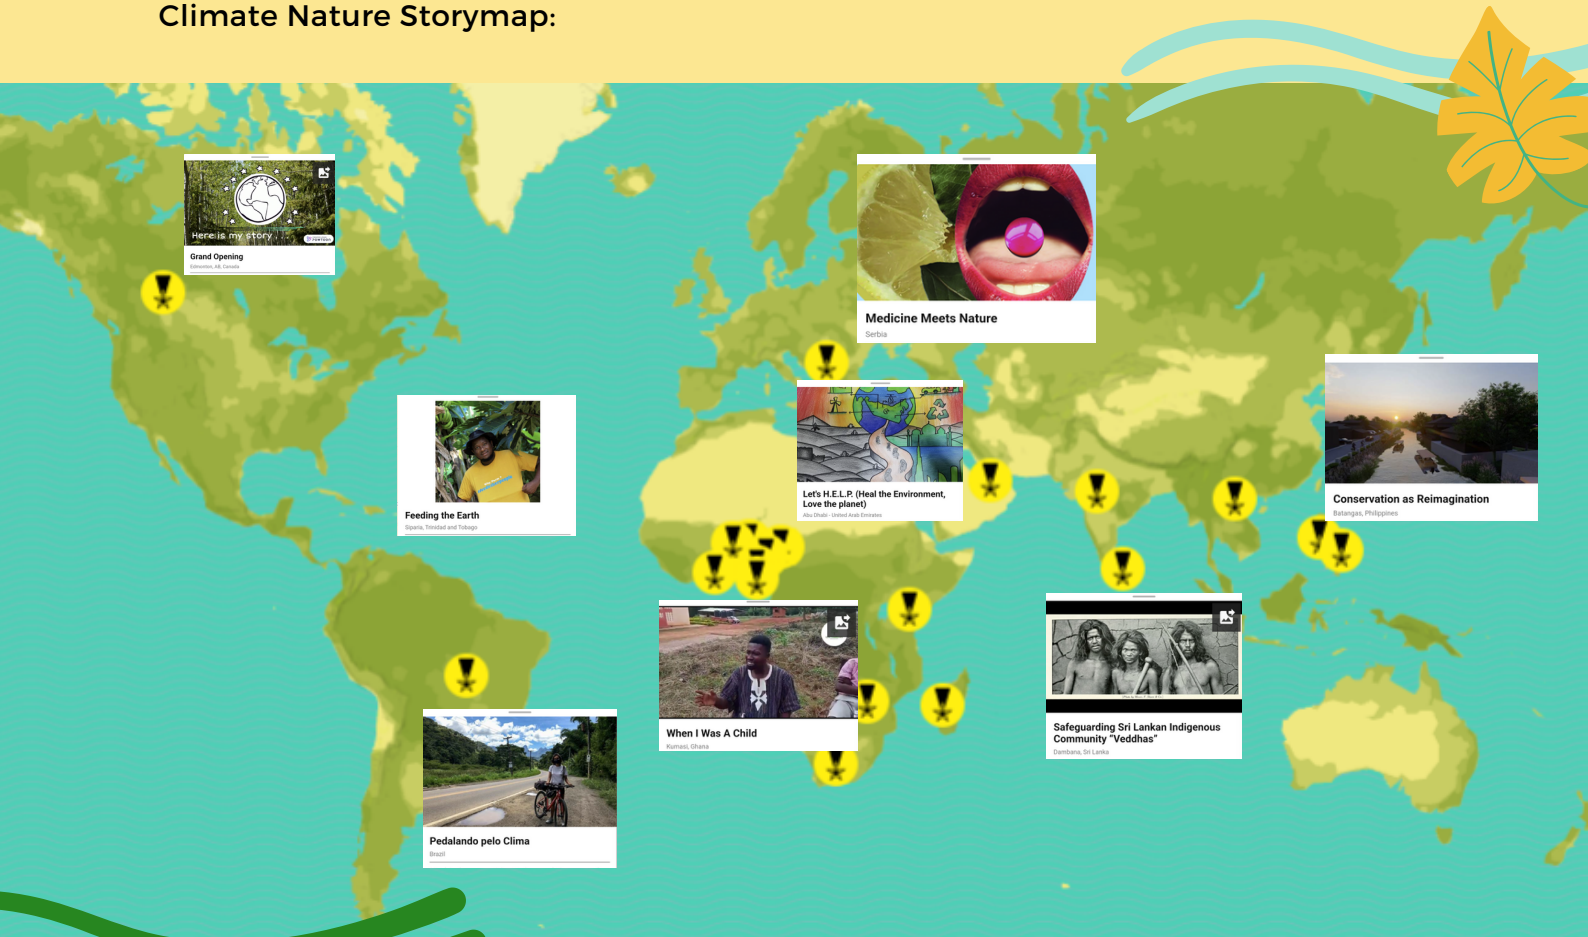 Climate Nature Storymap:
Here is my story
Grand Opening
Edmonton, AB, Canada
Medicine Meets Nature
Serbia
Feeding the Earth
Siparia, Trinidad and Tobago
Let's H.E.L.P. (Heal the Environment,
Love the planet)
Abu Dhabi - United Arab Emirates
Conservation as Reimagination
Batangas, Philippines
When I Was A Child
Kumasi, Ghana
Safeguarding Sri Lankan Indigenous
Community "Veddhas"
Dambana, Sri Lanka
Pedalando pelo Clima
Brazil